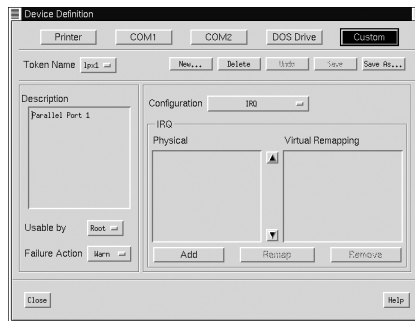 Device Definition
Printer COM1 COM2 DOS Drive Custom
Token Name lpx1 New... Delete Undo Save Save As...
Description
Parallel Port 1
Usable by Root
Failure Action Warn
Configuration IRQ
IRQ
Physical Virtual Remapping
Add Remap Remove
Close Help